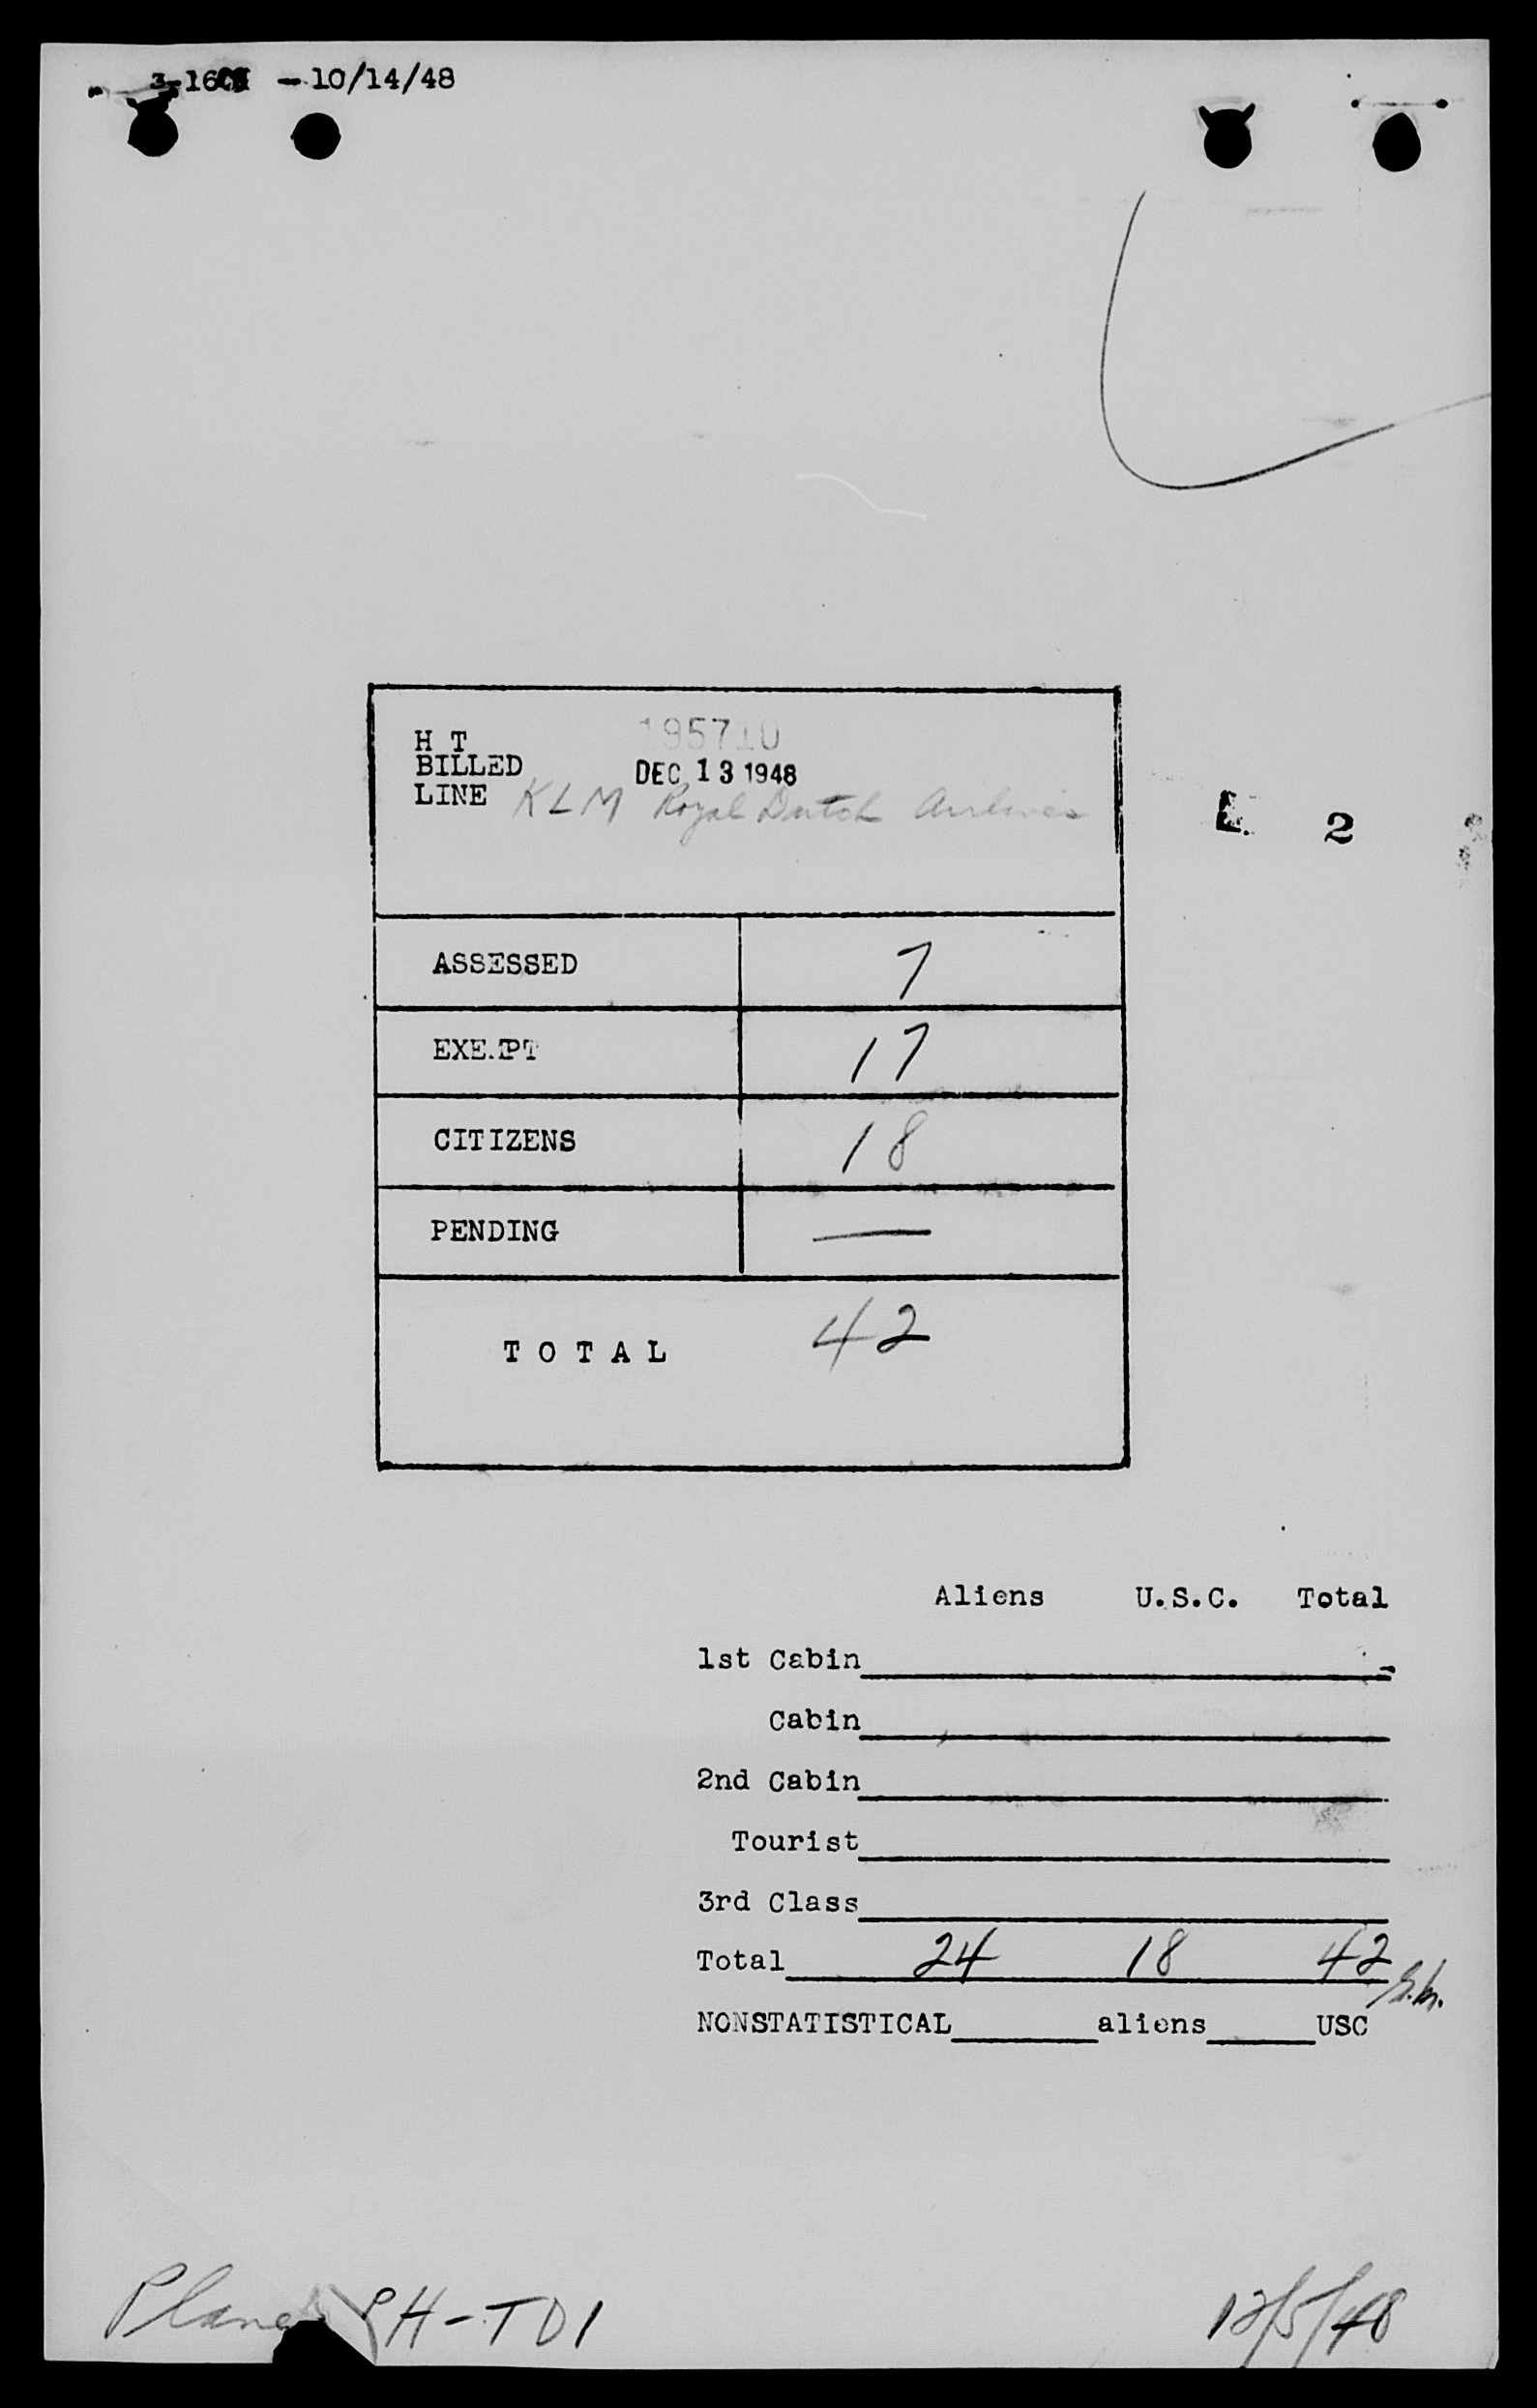 - 10/14/48
H T 195710
BILLED DEC 13 1948
LINE KLM Royal Dutch Airlines
2
ASSESSED 7
EXEMPT 17
CITIZENS 18
PENDING —
TOTAL 42
Aliens U.S.C. Total
1st Cabin
Cabin
2nd Cabin
Tourist
3rd Class
Total 24 18 42
NONSTATISTICAL aliens USC
Plane PH-TDI 12/5/48